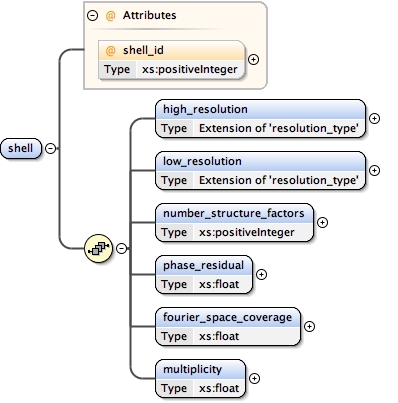 @ Attributes
@ shell_id
Type xs:positiveInteger
shell
high_resolution
Type Extension of 'resolution_type'
low_resolution
Type Extension of 'resolution_type'
number_structure_factors
Type xs:positiveInteger
phase_residual
Type xs:float
fourier_space_coverage
Type xs:float
multiplicity
Type xs:float